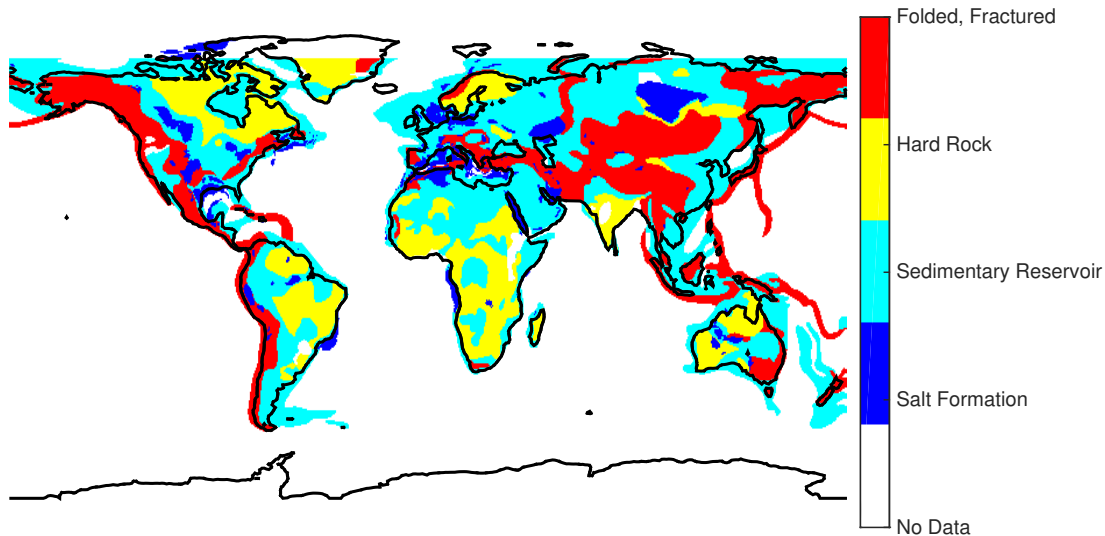 Folded, Fractured
Hard Rock
Sedimentary Reservoir
Salt Formation
No Data